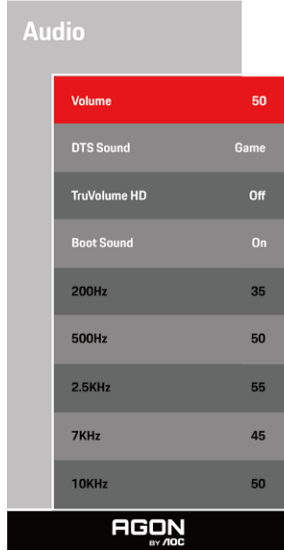 Audio
Volume 50
DTS Sound Game
TruVolume HD Off
Boot Sound On
200Hz 35
500Hz 50
2.5KHz 55
7KHz 45
10KHz 50
AGON
BY AOC